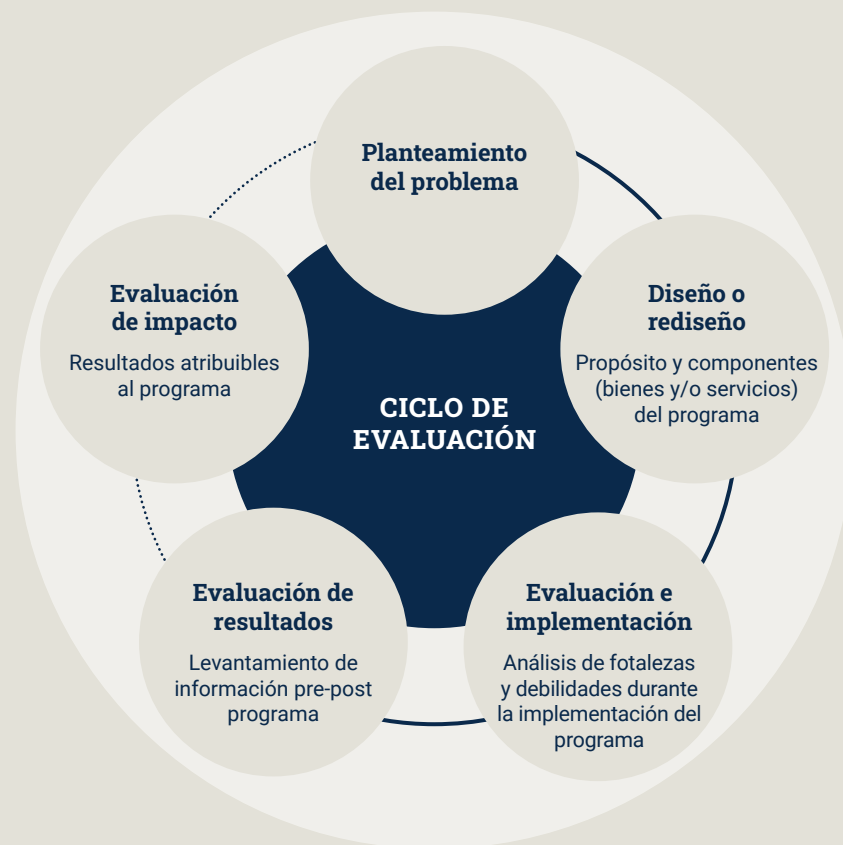 Planteamiento
del problema
Diseño o
rediseño
Propósito y componentes
(bienes y/o servicios)
del programa
Evaluación e
implementación
Análisis de fotalezas
y debilidades durante
la implementación del
programa
Evaluación de
resultados
Levantamiento de
información pre-post
programa
Evaluación
de impacto
Resultados atribuibles
al programa
CICLO DE
EVALUACIÓN